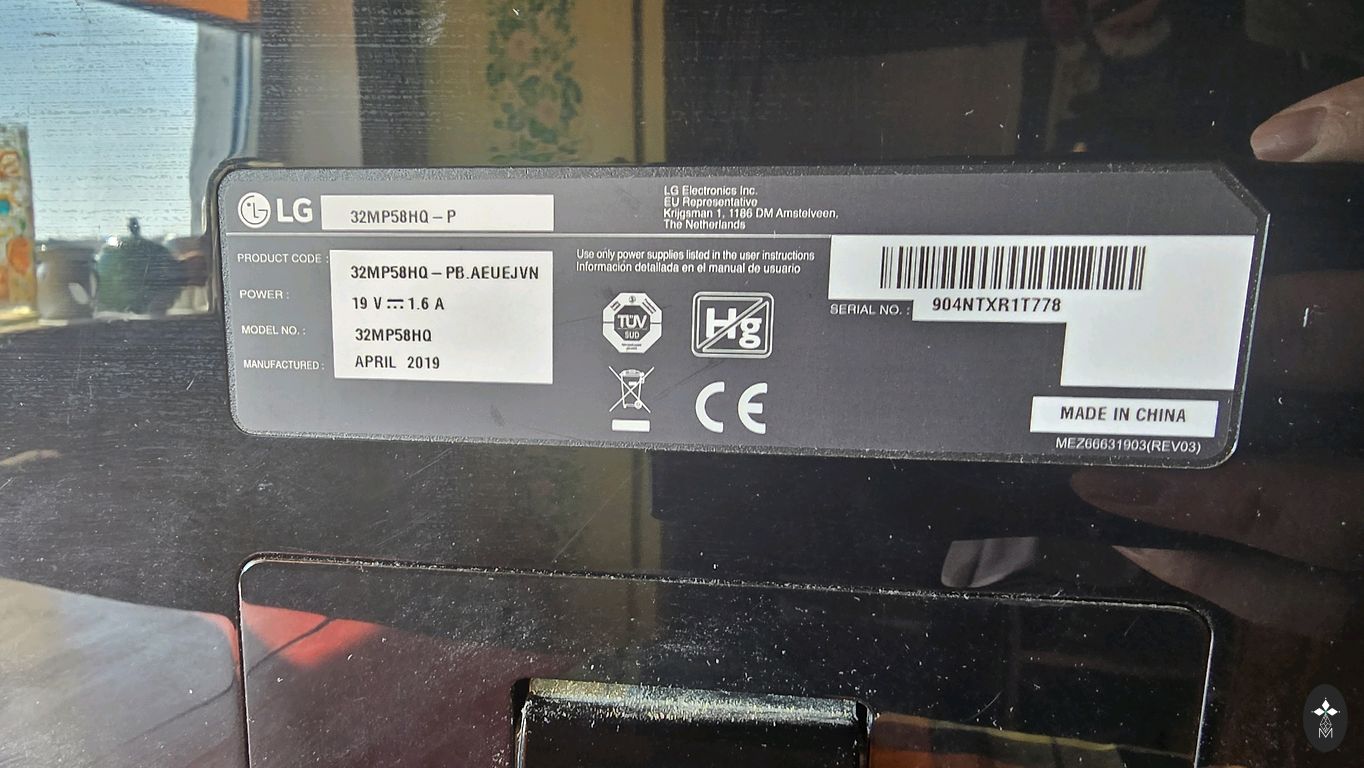 LG 32MP58HQ – P
LG Electronics Inc.
EU Representative
Krijgsman 1, 1186 DM Amstelveen,
The Netherlands
PRODUCT CODE : 32MP58HQ – PB.AEUEJVN
POWER : 19 V ⎓ 1.6 A
MODEL NO. : 32MP58HQ
MANUFACTURED : APRIL 2019
Use only power supplies listed in the user instructions
Información detallada en el manual de usuario
TÜV
SUD
Hg
CE
SERIAL NO. : 904NTXR1T778
MADE IN CHINA
MEZ66631903(REV03)
M